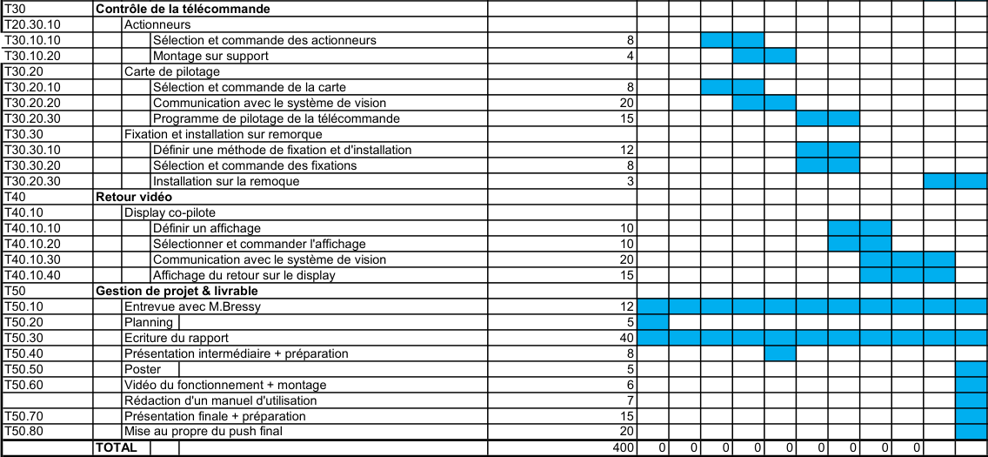 T30 Contrôle de la télécommande
T20.30.10 Actionneurs
T30.10.10 Sélection et commande des actionneurs 8
T30.10.20 Montage sur support 4
T30.20 Carte de pilotage
T30.20.10 Sélection et commande de la carte 8
T30.20.20 Communication avec le système de vision 20
T30.20.30 Programme de pilotage de la télécommande 15
T30.30 Fixation et installation sur remorque
T30.30.10 Définir une méthode de fixation et d'installation 12
T30.30.20 Sélection et commande des fixations 8
T30.20.30 Installation sur la remoque 3
T40 Retour vidéo
T40.10 Display co-pilote
T40.10.10 Définir un affichage 10
T40.10.20 Sélectionner et commander l'affichage 10
T40.10.30 Communication avec le système de vision 20
T40.10.40 Affichage du retour sur le display 15
T50 Gestion de projet & livrable
T50.10 Entrevue avec M.Bressy 12
T50.20 Planning 5
T50.30 Ecriture du rapport 40
T50.40 Présentation intermédiaire + préparation 8
T50.50 Poster 5
T50.60 Vidéo du fonctionnement + montage 6
Rédaction d'un manuel d'utilisation 7
T50.70 Présentation finale + préparation 15
T50.80 Mise au propre du push final 20
TOTAL 400 0 0 0 0 0 0 0 0 0